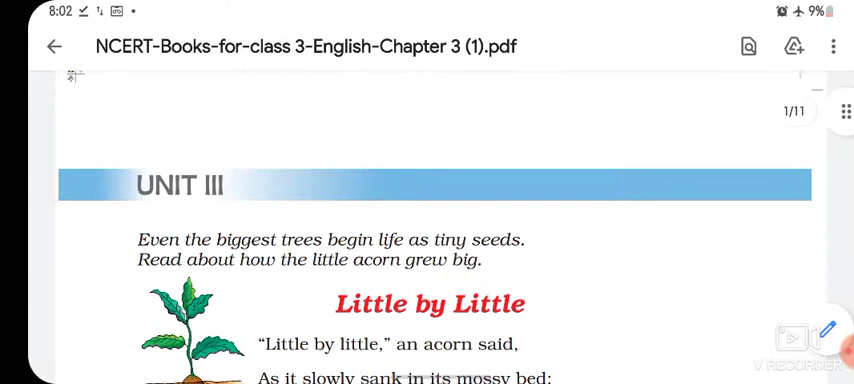 8:02 9%
NCERT-Books-for-class 3-English-Chapter 3 (1).pdf
1/11
UNIT III
Even the biggest trees begin life as tiny seeds.
Read about how the little acorn grew big.
Little by Little
“Little by little,” an acorn said,
As it slowly sank in its mossy bed;
V RECORDER